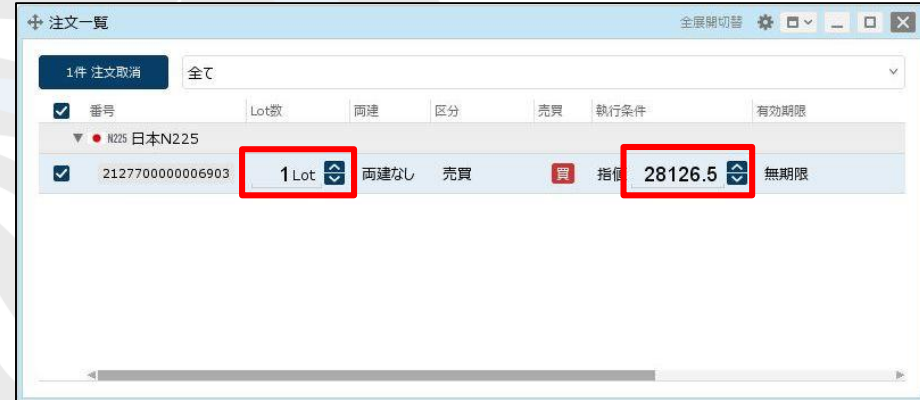 注文一覧 全展開切替
1件 注文取消 全て
番号 Lot数 両建 区分 売買 執行条件 有効期限
N225 日本N225
2127700000006903 1 Lot 両建なし 売買 買 指値 28126.5 無期限